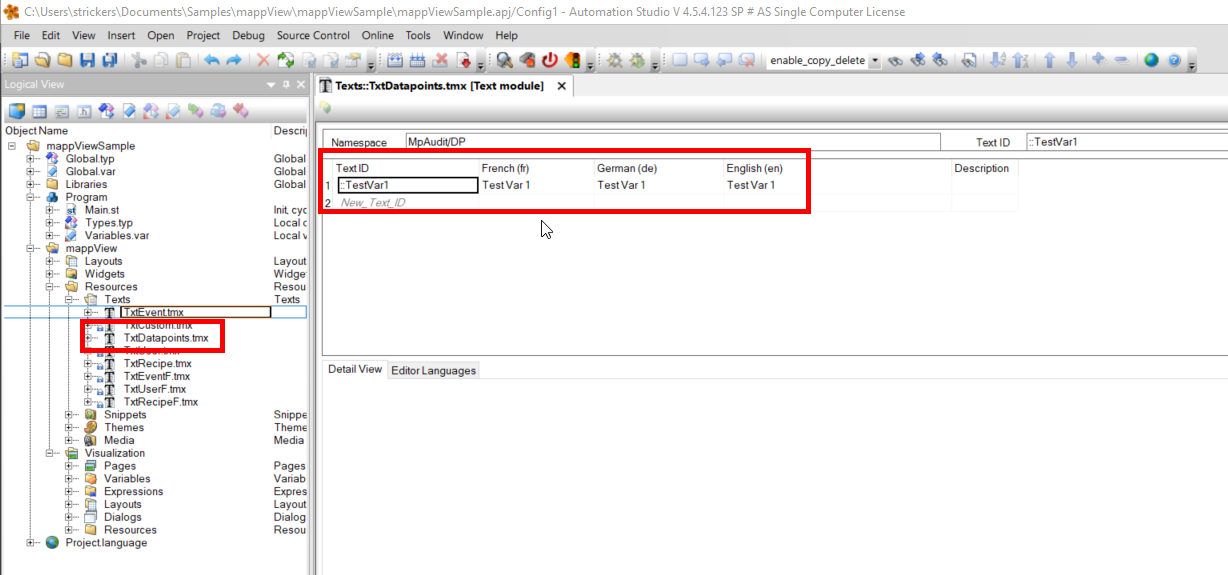 C:\Users\strickers\Documents\Samples\mappView\mappViewSample\mappViewSample.apj/Config1 - Automation Studio V 4.5.4.123 SP # AS Single Computer License
File Edit View Insert Open Project Debug Source Control Online Tools Window Help
enable_copy_delete
Logical View
Texts::TxtDatapoints.tmx [Text module]
Object Name Descrip
Namespace MpAudit/DP Text ID ::TestVar1
mappViewSample
Global.typ Global
Global.var Global
Libraries Global
Program
Main.st Init, cyc
Types.typ Local c
Variables.var Local v
mappView
Layouts Layout
Widgets Widge
Resources Resou
Texts Texts
TxtEvent.tmx
TxtCustom.tmx
TxtDatapoints.tmx
TxtRecipe.tmx
TxtEventF.tmx
TxtUserF.tmx
TxtRecipeF.tmx
Snippets Snippe
Themes Theme
Media Media
Visualization
Pages Pages
Variables Variab
Expressions Expres
Layouts Layout
Dialogs Dialog
Resources Resou
Project.language
Text ID French (fr) German (de) English (en) Description
1 ::TestVar1 Test Var 1 Test Var 1 Test Var 1
2 New_Text_ID
Detail View Editor Languages